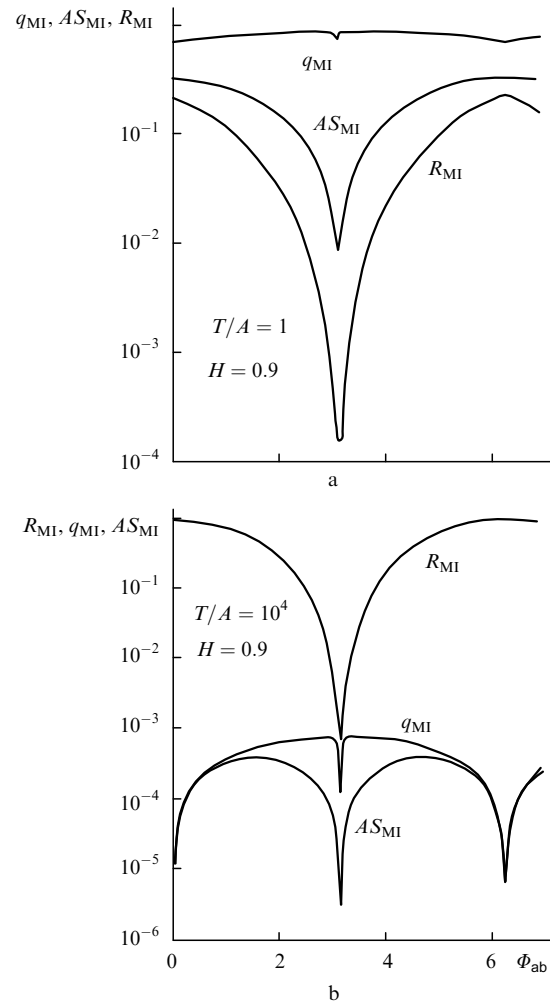 q_MI, AS_MI, R_MI
q_MI
10⁻¹
AS_MI
R_MI
10⁻²
T/A = 1
10⁻³
H = 0.9
10⁻⁴
a
R_MI, q_MI, AS_MI
R_MI
10⁻¹
T/A = 10⁴
H = 0.9
10⁻²
10⁻³
q_MI
10⁻⁴
AS_MI
10⁻⁵
10⁻⁶
0 2 4 6 Φ_ab
b